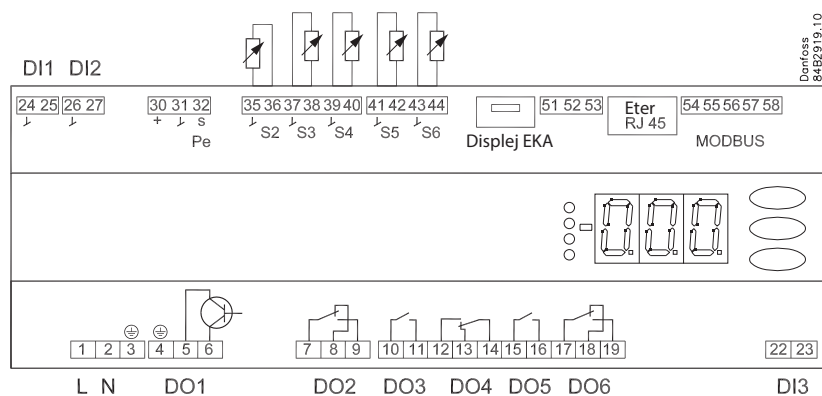 Danfoss
84B2919.10
DI1 DI2
24 25 26 27 30 31 32 35 36 37 38 39 40 41 42 43 44 51 52 53 Eter 54 55 56 57 58
RJ 45
+ s S2 S3 S4 S5 S6
Pe Displej EKA MODBUS
1 2 3 4 5 6 7 8 9 10 11 12 13 14 15 16 17 18 19 22 23
L N DO1 DO2 DO3 DO4 DO5 DO6 DI3